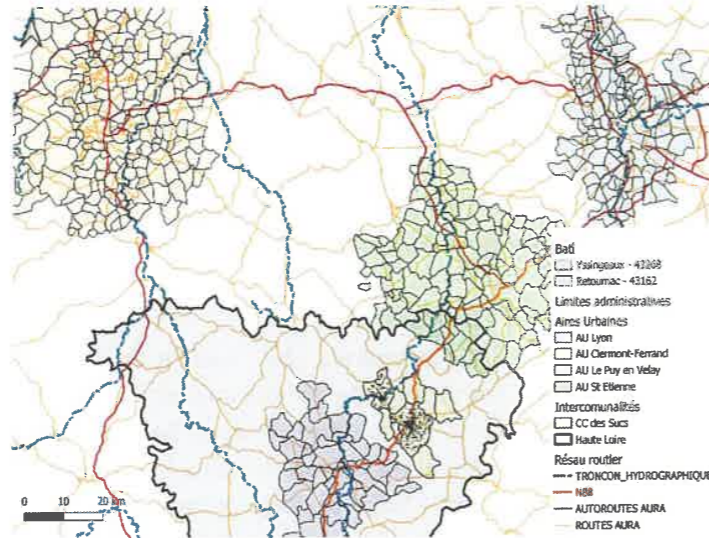 Bati
Yssingeaux - 43268
Retournac - 43162
Limites administratives
Aires Urbaines
AU Lyon
AU Clermont-Ferrand
AU Le Puy en Velay
AU St Etienne
Intercomunalités
CC des Sucs
Haute Loire
Résau routier
TRONCON_HYDROGRAPHIQUE
N88
AUTOROUTES AURA
ROUTES AURA
0 10 20 km